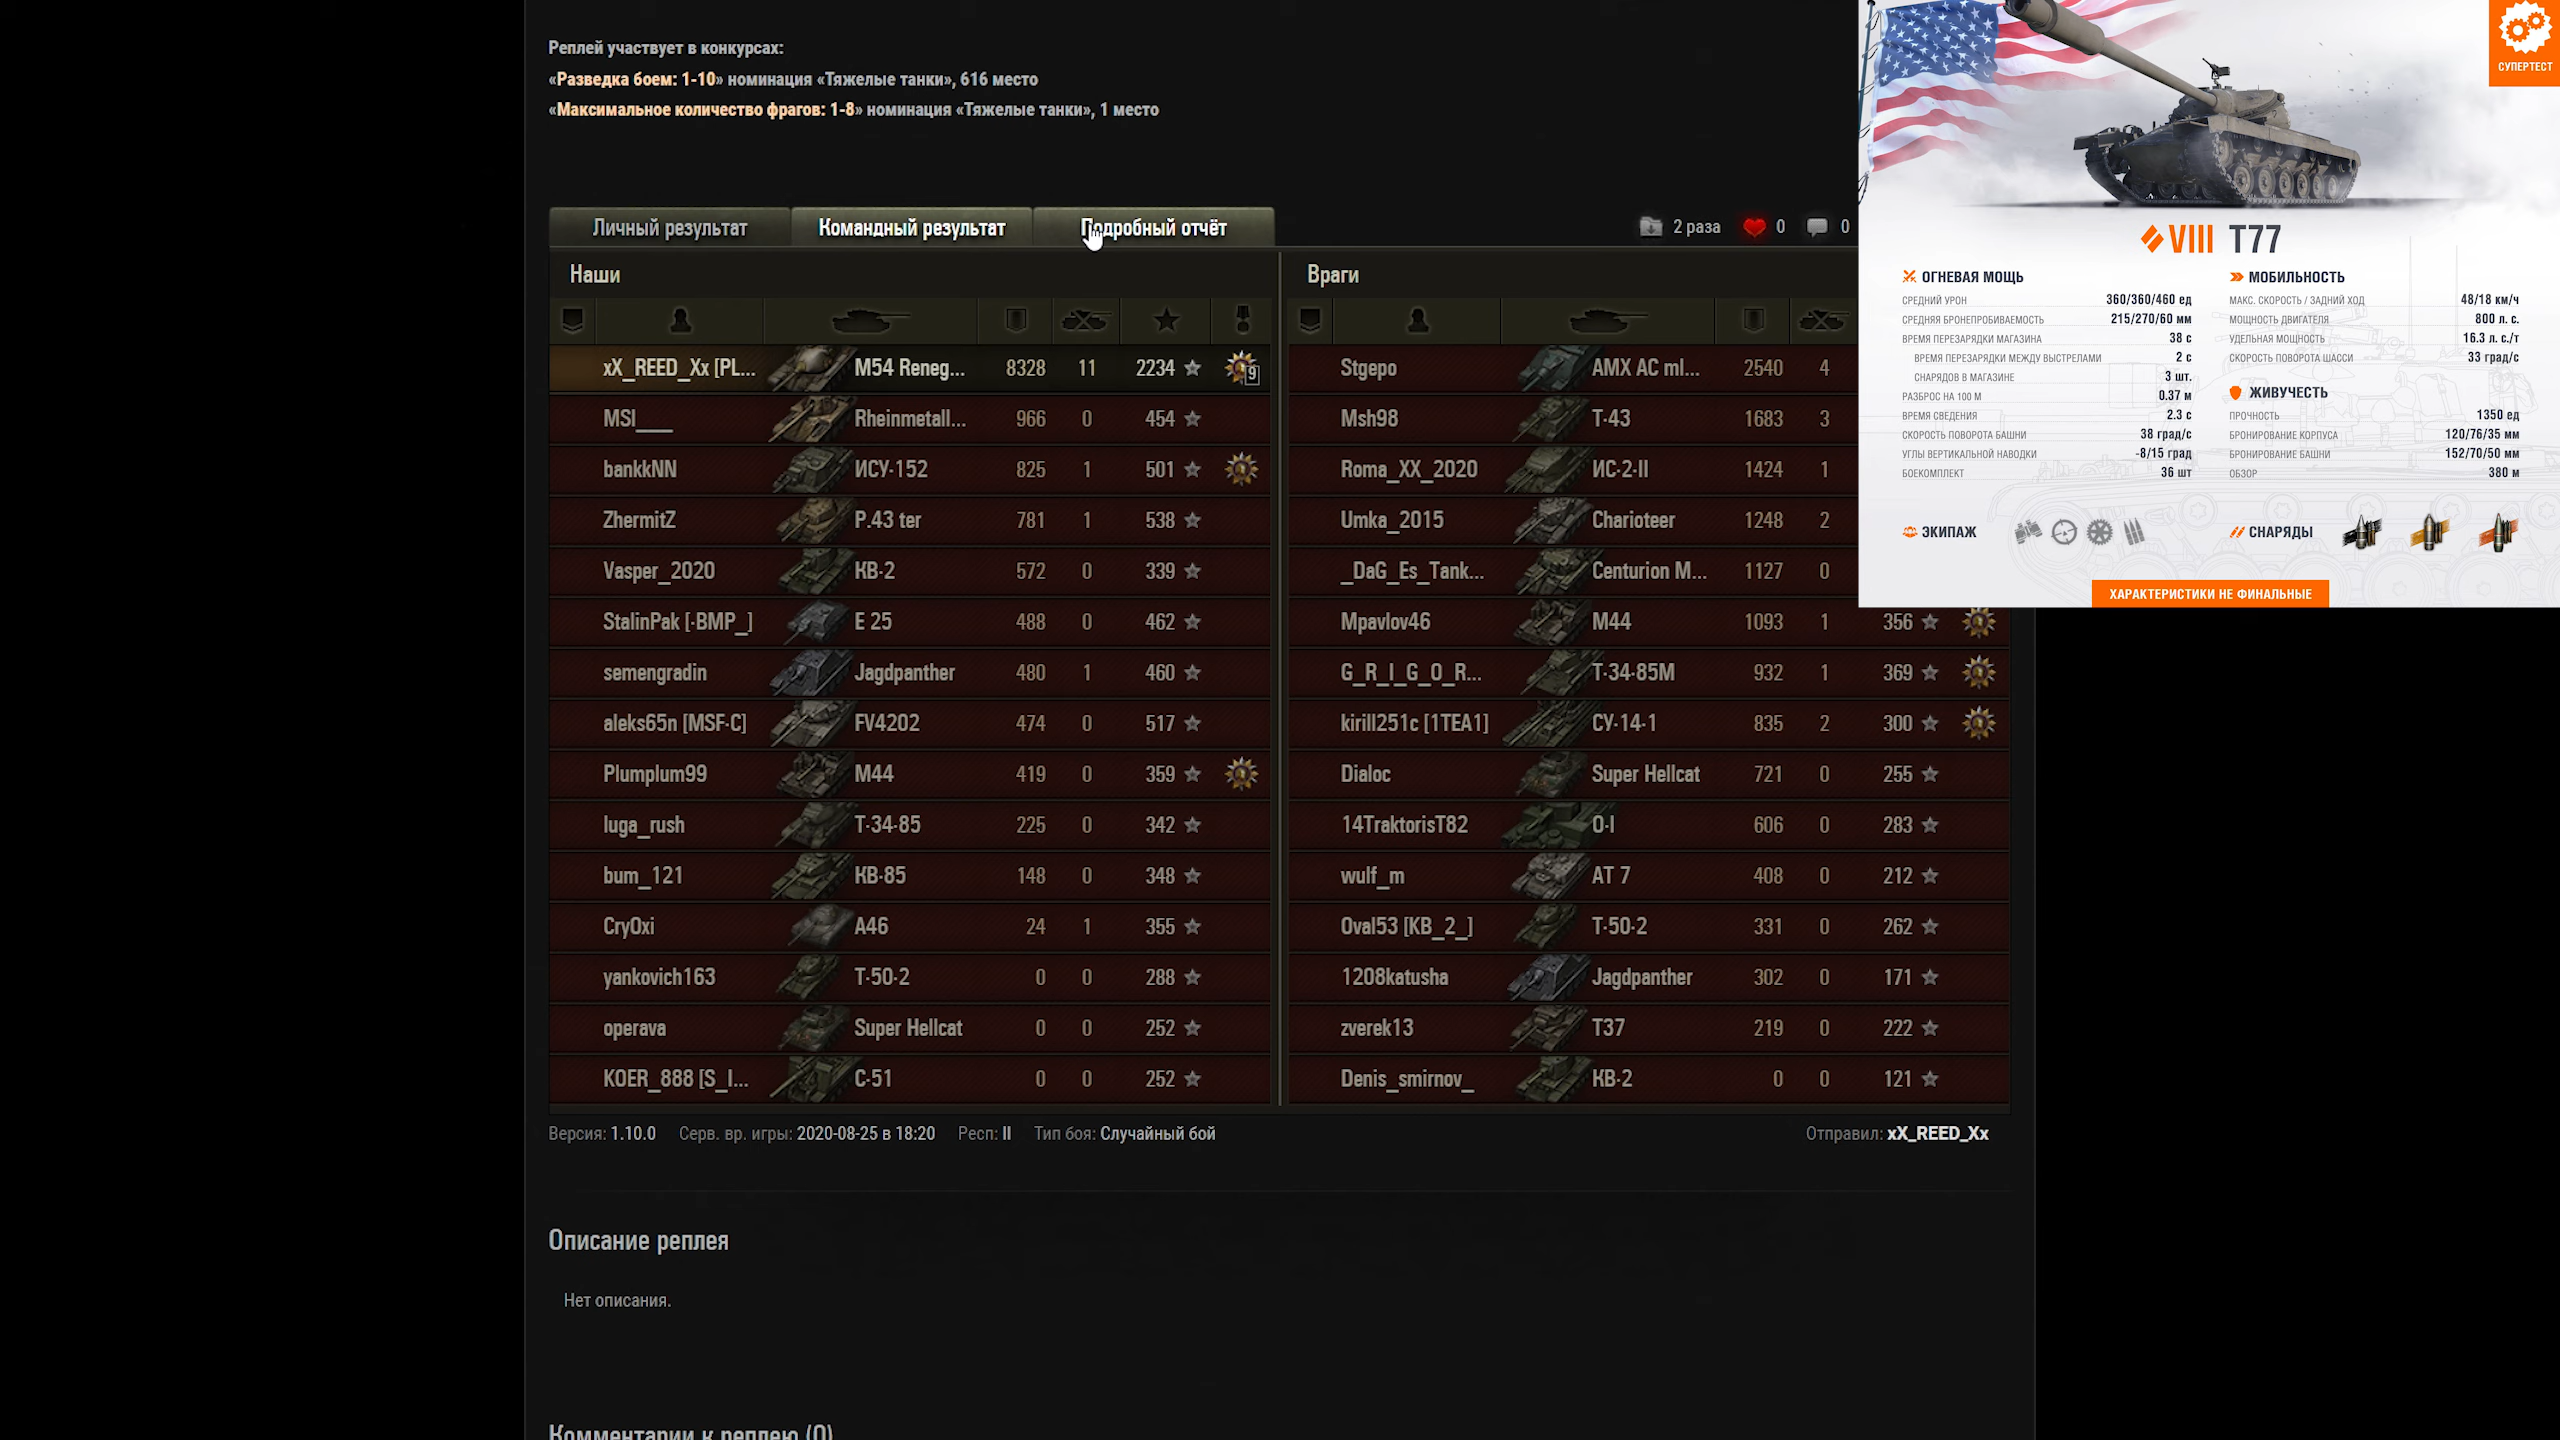 Реплей участвует в конкурсах:
«Разведка боем: 1-10» номинация «Тяжелые танки», 616 место
«Максимальное количество фрагов: 1-8» номинация «Тяжелые танки», 1 место
Личный результат
Командный результат
Подробный отчёт
2 раза
0
0
Наши
xX_REED_Xx [PL... M54 Reneg... 8328 11 2234 9
MSI___ Rheinmetall... 966 0 454
bankkNN ИСУ-152 825 1 501
ZhermitZ P.43 ter 781 1 538
Vasper_2020 КВ-2 572 0 339
StalinPak [-BMP_] E 25 488 0 462
semengradin Jagdpanther 480 1 460
aleks65n [MSF-C] FV4202 474 0 517
Plumplum99 M44 419 0 359
luga_rush Т-34-85 225 0 342
bum_121 КВ-85 148 0 348
CryOxi A46 24 1 355
yankovich163 Т-50-2 0 0 288
operava Super Hellcat 0 0 252
KOER_888 [S_I... С-51 0 0 252
Враги
Stgepo AMX AC ml... 2540 4
Msh98 Т-43 1683 3
Roma_XX_2020 ИС-2-II 1424 1
Umka_2015 Charioteer 1248 2
_DaG_Es_Tank... Centurion M... 1127 0
Mpavlov46 M44 1093 1 356
G_R_I_G_O_R... Т-34-85М 932 1 369
kirill251c [1TEA1] СУ-14-1 835 2 300
Dialoc Super Hellcat 721 0 255
14TraktorisT82 O-I 606 0 283
wulf_m AT 7 408 0 212
Oval53 [KB_2_] Т-50-2 331 0 262
1208katusha Jagdpanther 302 0 171
zverek13 T37 219 0 222
Denis_smirnov_ КВ-2 0 0 121
Версия: 1.10.0 Серв. вр. игры: 2020-08-25 в 18:20 Респ: II Тип боя: Случайный бой
Отправил: xX_REED_Xx
Описание реплея
Нет описания.
Комментарии к реплею (0)
СУПЕРТЕСТ
VIII T77
ОГНЕВАЯ МОЩЬ
СРЕДНИЙ УРОН 360/360/460 ед
СРЕДНЯЯ БРОНЕПРОБИВАЕМОСТЬ 215/270/60 мм
ВРЕМЯ ПЕРЕЗАРЯДКИ МАГАЗИНА 38 с
ВРЕМЯ ПЕРЕЗАРЯДКИ МЕЖДУ ВЫСТРЕЛАМИ 2 с
СНАРЯДОВ В МАГАЗИНЕ 3 шт.
РАЗБРОС НА 100 М 0.37 м
ВРЕМЯ СВЕДЕНИЯ 2.3 с
СКОРОСТЬ ПОВОРОТА БАШНИ 38 град/с
УГЛЫ ВЕРТИКАЛЬНОЙ НАВОДКИ -8/15 град
БОЕКОМПЛЕКТ 36 шт
МОБИЛЬНОСТЬ
МАКС. СКОРОСТЬ / ЗАДНИЙ ХОД 48/18 км/ч
МОЩНОСТЬ ДВИГАТЕЛЯ 800 л. с.
УДЕЛЬНАЯ МОЩНОСТЬ 16.3 л. с./т
СКОРОСТЬ ПОВОРОТА ШАССИ 33 град/с
ЖИВУЧЕСТЬ
ПРОЧНОСТЬ 1350 ед
БРОНИРОВАНИЕ КОРПУСА 120/76/35 мм
БРОНИРОВАНИЕ БАШНИ 152/70/50 мм
ОБЗОР 380 м
ЭКИПАЖ
СНАРЯДЫ
ХАРАКТЕРИСТИКИ НЕ ФИНАЛЬНЫЕ